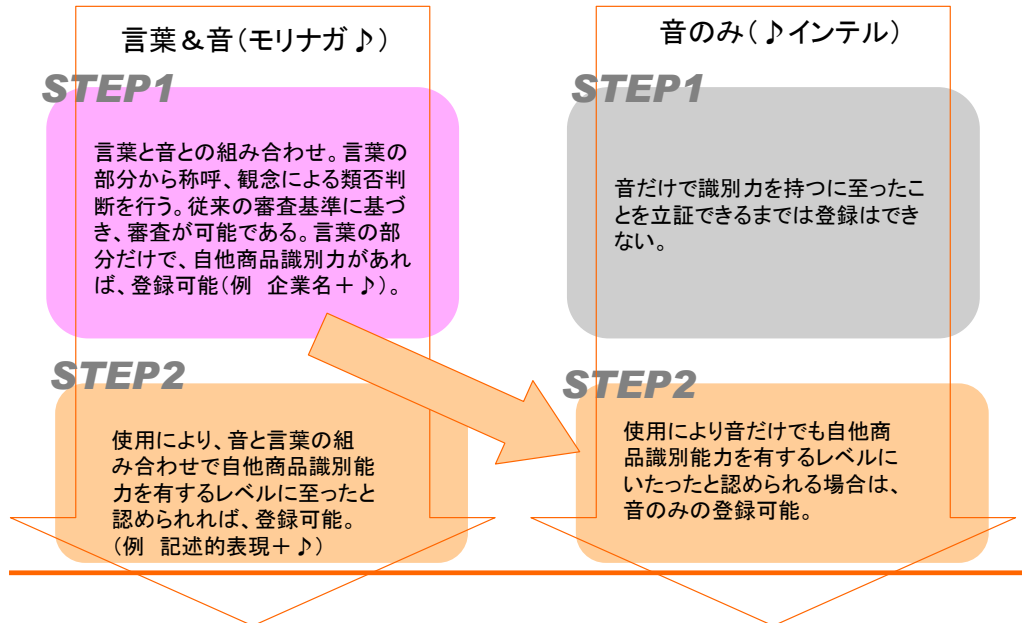 言葉＆音（モリナガ♪）
STEP1
言葉と音との組み合わせ。言葉の
部分から称呼、観念による類否判
断を行う。従来の審査基準に基づ
き、審査が可能である。言葉の部
分だけで、自他商品識別力があれ
ば、登録可能（例　企業名＋♪）。
STEP2
使用により、音と言葉の組
み合わせで自他商品識別能
力を有するレベルに至ったと
認められれば、登録可能。
（例　記述的表現＋♪）
音のみ（♪インテル）
STEP1
音だけで識別力を持つに至ったこ
とを立証できるまでは登録はでき
ない。
STEP2
使用により音だけでも自他商
品識別能力を有するレベルに
いたったと認められる場合は、
音のみの登録可能。